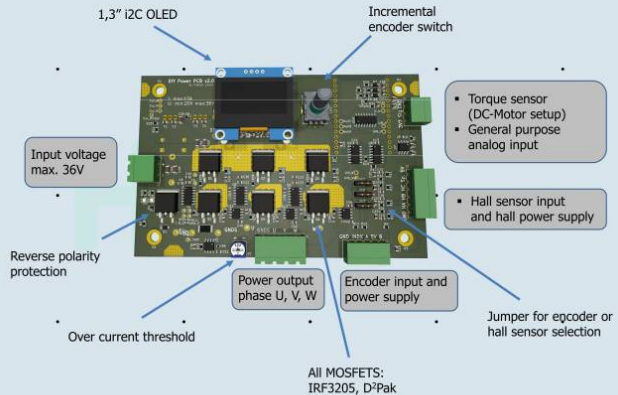 1,3” i2C OLED
Incremental
encoder switch
Torque sensor
(DC-Motor setup)
General purpose
analog input
Input voltage
max. 36V
Hall sensor input
and hall power supply
Reverse polarity
protection
Power output
phase U, V, W
Encoder input and
power supply
Over current threshold
Jumper for encoder or
hall sensor selection
All MOSFETS:
IRF3205, D²Pak